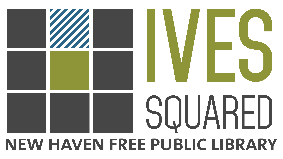 IVES
SQUARED
NEW HAVEN FREE PUBLIC LIBRARY